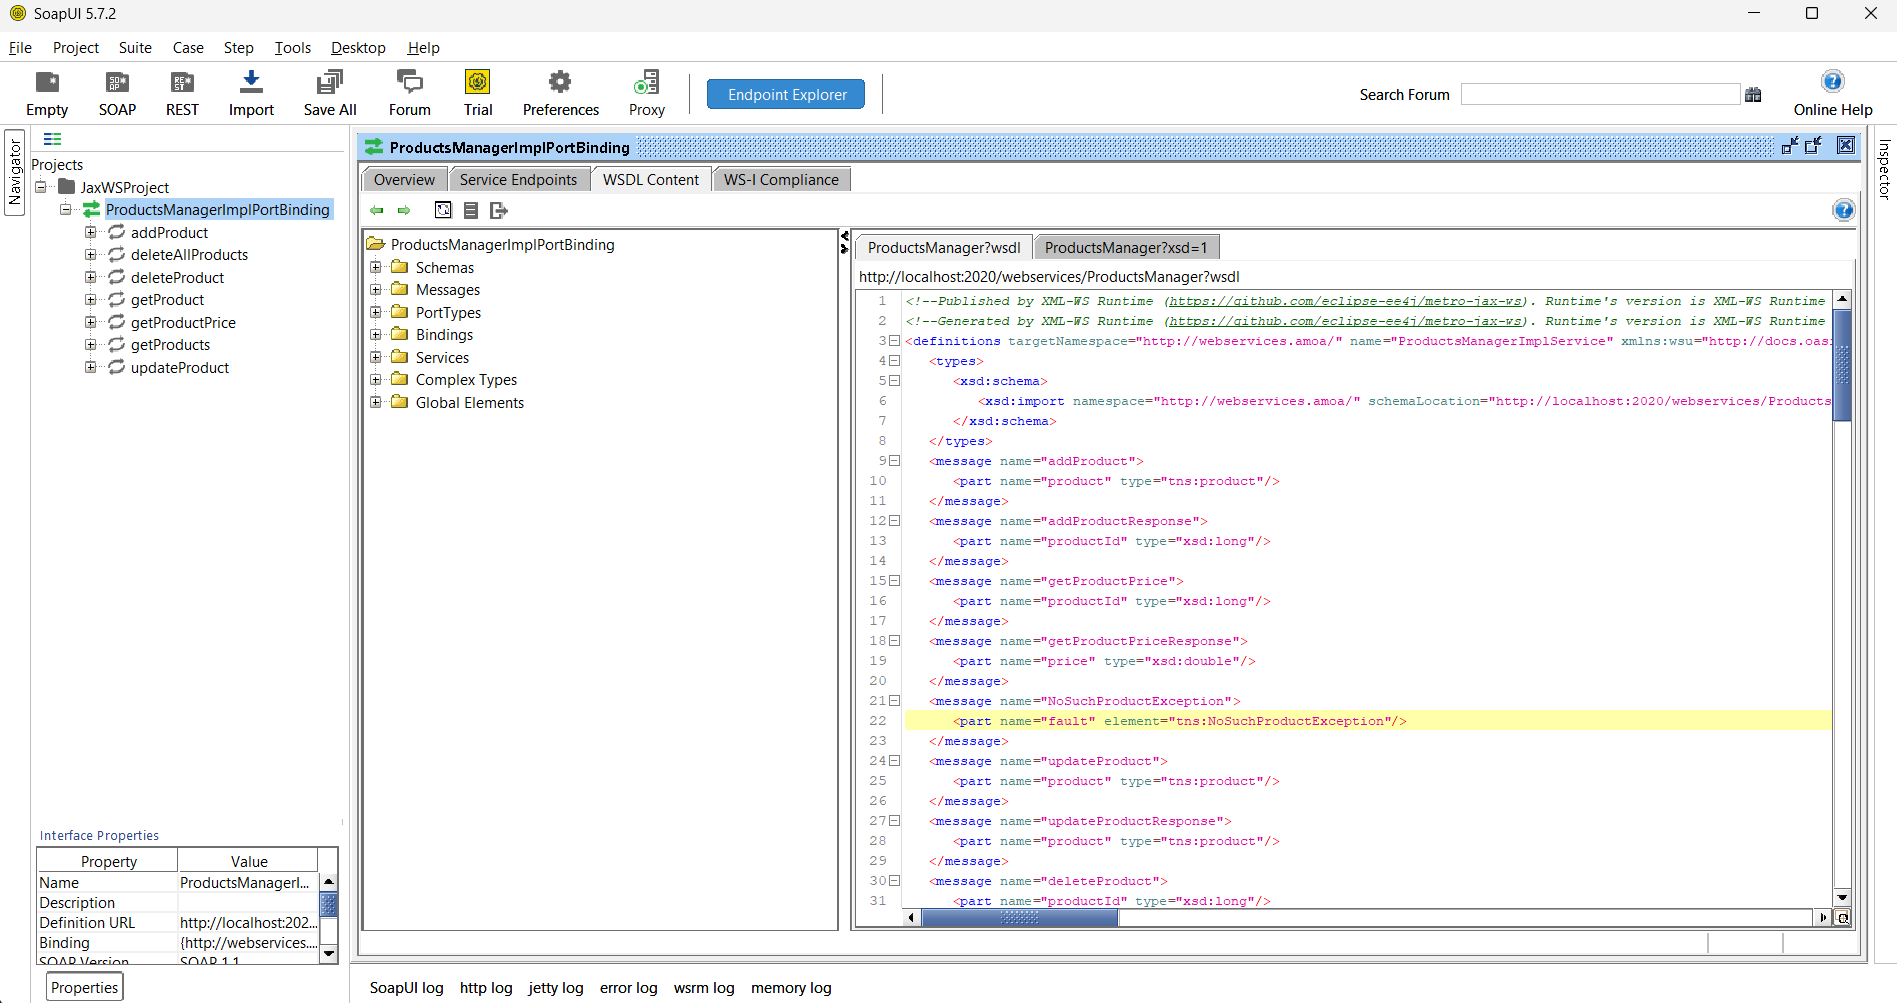 SoapUI 5.7.2
File Project Suite Case Step Tools Desktop Help
Empty SOAP REST Import Save All Forum Trial Preferences Proxy Endpoint Explorer Search Forum Online Help
Navigator
Projects
JaxWSProject
ProductsManagerImplPortBinding
addProduct
deleteAllProducts
deleteProduct
getProduct
getProductPrice
getProducts
updateProduct
Interface Properties
Property Value
Name ProductsManagerI...
Description
Definition URL http://localhost:202...
Binding {http://webservices....
SOAP Version SOAP 1.1
Properties
ProductsManagerImplPortBinding
Overview Service Endpoints WSDL Content WS-I Compliance
ProductsManagerImplPortBinding
Schemas
Messages
PortTypes
Bindings
Services
Complex Types
Global Elements
ProductsManager?wsdl ProductsManager?xsd=1
http://localhost:2020/webservices/ProductsManager?wsdl
1 <!--Published by XML-WS Runtime (https://github.com/eclipse-ee4j/metro-jax-ws). Runtime's version is XML-WS Runtime
2 <!--Generated by XML-WS Runtime (https://github.com/eclipse-ee4j/metro-jax-ws). Runtime's version is XML-WS Runtime
3 <definitions targetNamespace="http://webservices.amoa/" name="ProductsManagerImplService" xmlns:wsu="http://docs.oas
4 <types>
5 <xsd:schema>
6 <xsd:import namespace="http://webservices.amoa/" schemaLocation="http://localhost:2020/webservices/Products
7 </xsd:schema>
8 </types>
9 <message name="addProduct">
10 <part name="product" type="tns:product"/>
11 </message>
12 <message name="addProductResponse">
13 <part name="productId" type="xsd:long"/>
14 </message>
15 <message name="getProductPrice">
16 <part name="productId" type="xsd:long"/>
17 </message>
18 <message name="getProductPriceResponse">
19 <part name="price" type="xsd:double"/>
20 </message>
21 <message name="NoSuchProductException">
22 <part name="fault" element="tns:NoSuchProductException"/>
23 </message>
24 <message name="updateProduct">
25 <part name="product" type="tns:product"/>
26 </message>
27 <message name="updateProductResponse">
28 <part name="product" type="tns:product"/>
29 </message>
30 <message name="deleteProduct">
31 <part name="productId" type="xsd:long"/>
Inspector
SoapUI log http log jetty log error log wsrm log memory log